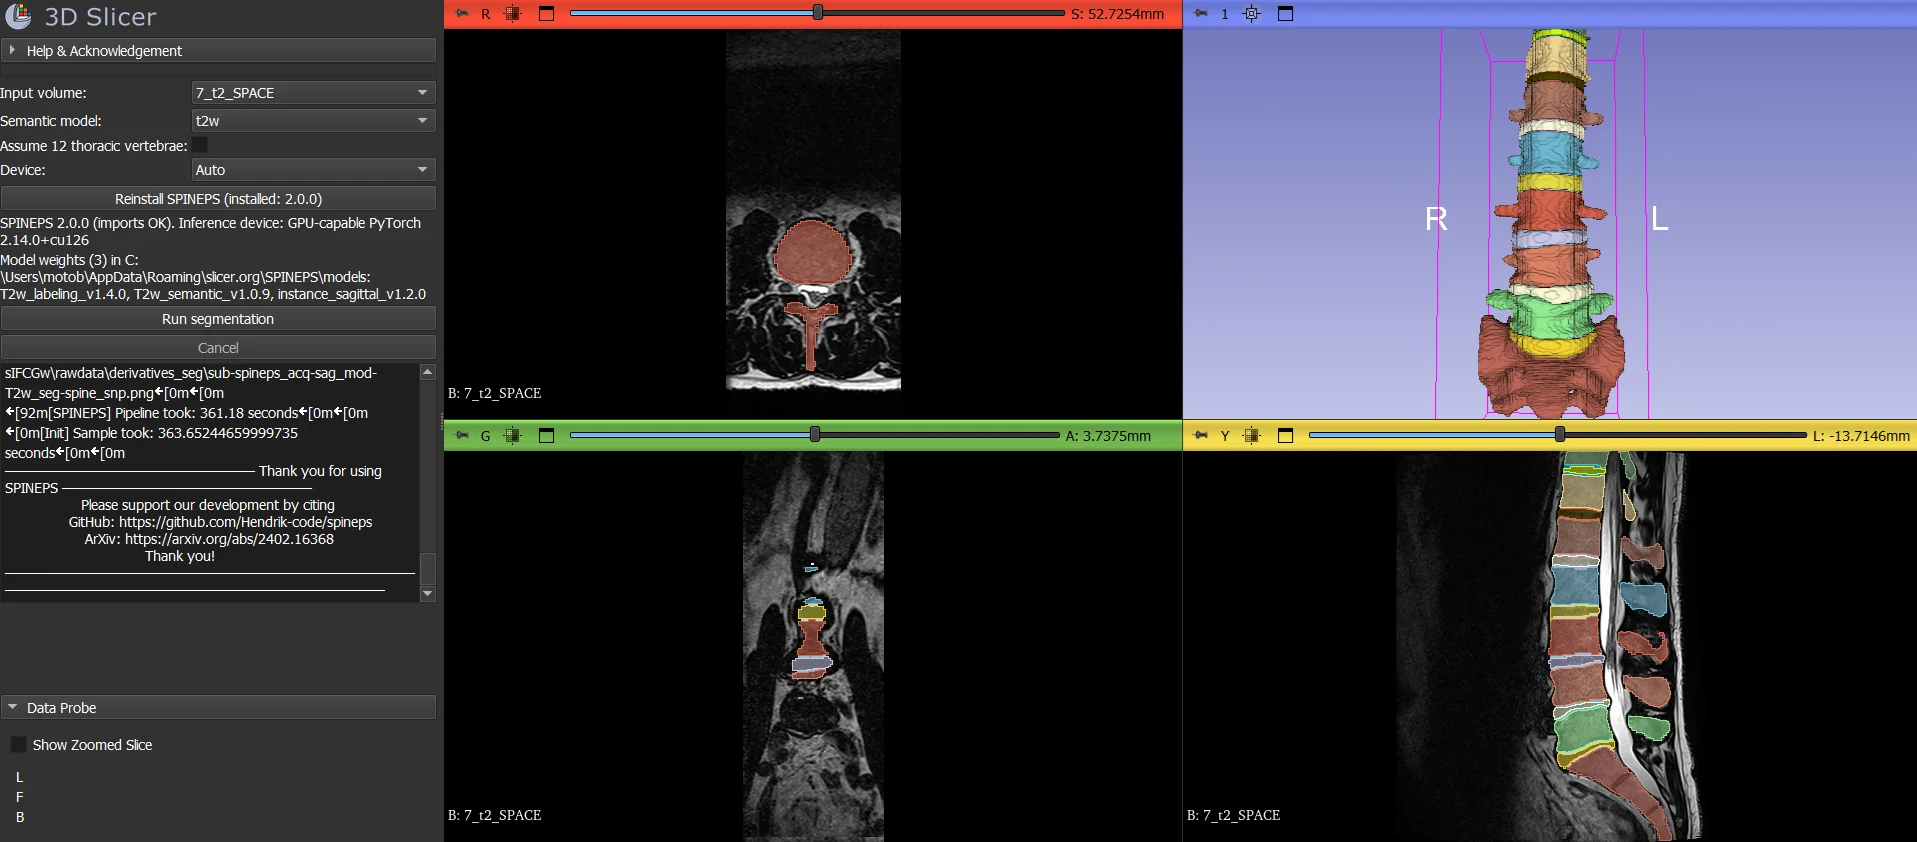 3D Slicer
Help & Acknowledgement
Input volume: 7_t2_SPACE
Semantic model: t2w
Assume 12 thoracic vertebrae:
Device: Auto
Reinstall SPINEPS (installed: 2.0.0)
SPINEPS 2.0.0 (imports OK). Inference device: GPU-capable PyTorch
2.14.0+cu126
Model weights (3) in C:
\Users\motob\AppData\Roaming\slicer.org\SPINEPS\models:
T2w_labeling_v1.4.0, T2w_semantic_v1.0.9, instance_sagittal_v1.2.0
Run segmentation
Cancel
sIFCGw\rawdata\derivatives_seg\sub-spineps_acq-sag_mod-
T2w_seg-spine_snp.png←[0m←[0m
←[92m[SPINEPS] Pipeline took: 361.18 seconds←[0m←[0m
←[0m[Init] Sample took: 363.65244659999735
seconds←[0m←[0m
Thank you for using
SPINEPS
Please support our development by citing
GitHub: https://github.com/Hendrik-code/spineps
ArXiv: https://arxiv.org/abs/2402.16368
Thank you!
Data Probe
Show Zoomed Slice
L
F
B
R
S: 52.7254mm
B: 7_t2_SPACE
1
R
L
G
A: 3.7375mm
B: 7_t2_SPACE
Y
L: -13.7146mm
B: 7_t2_SPACE